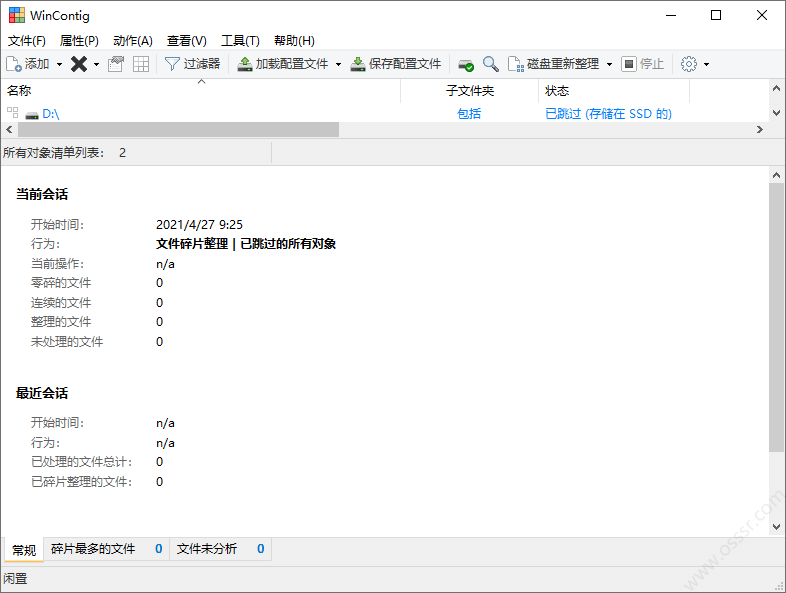 WinContig
文件(F) 属性(P) 动作(A) 查看(V) 工具(T) 帮助(H)
添加 过滤器 加载配置文件 保存配置文件 磁盘重新整理 停止
名称 子文件夹 状态
D:\ 包括 已跳过 (存储在 SSD 的)
所有对象清单列表: 2
当前会话
开始时间: 2021/4/27 9:25
行为: 文件碎片整理 | 已跳过的所有对象
当前操作: n/a
零碎的文件 0
连续的文件 0
整理的文件 0
未处理的文件 0
最近会话
开始时间: n/a
行为: n/a
已处理的文件总计: 0
已碎片整理的文件: 0
常规 碎片最多的文件 0 文件未分析 0
闲置
www.osssr.com